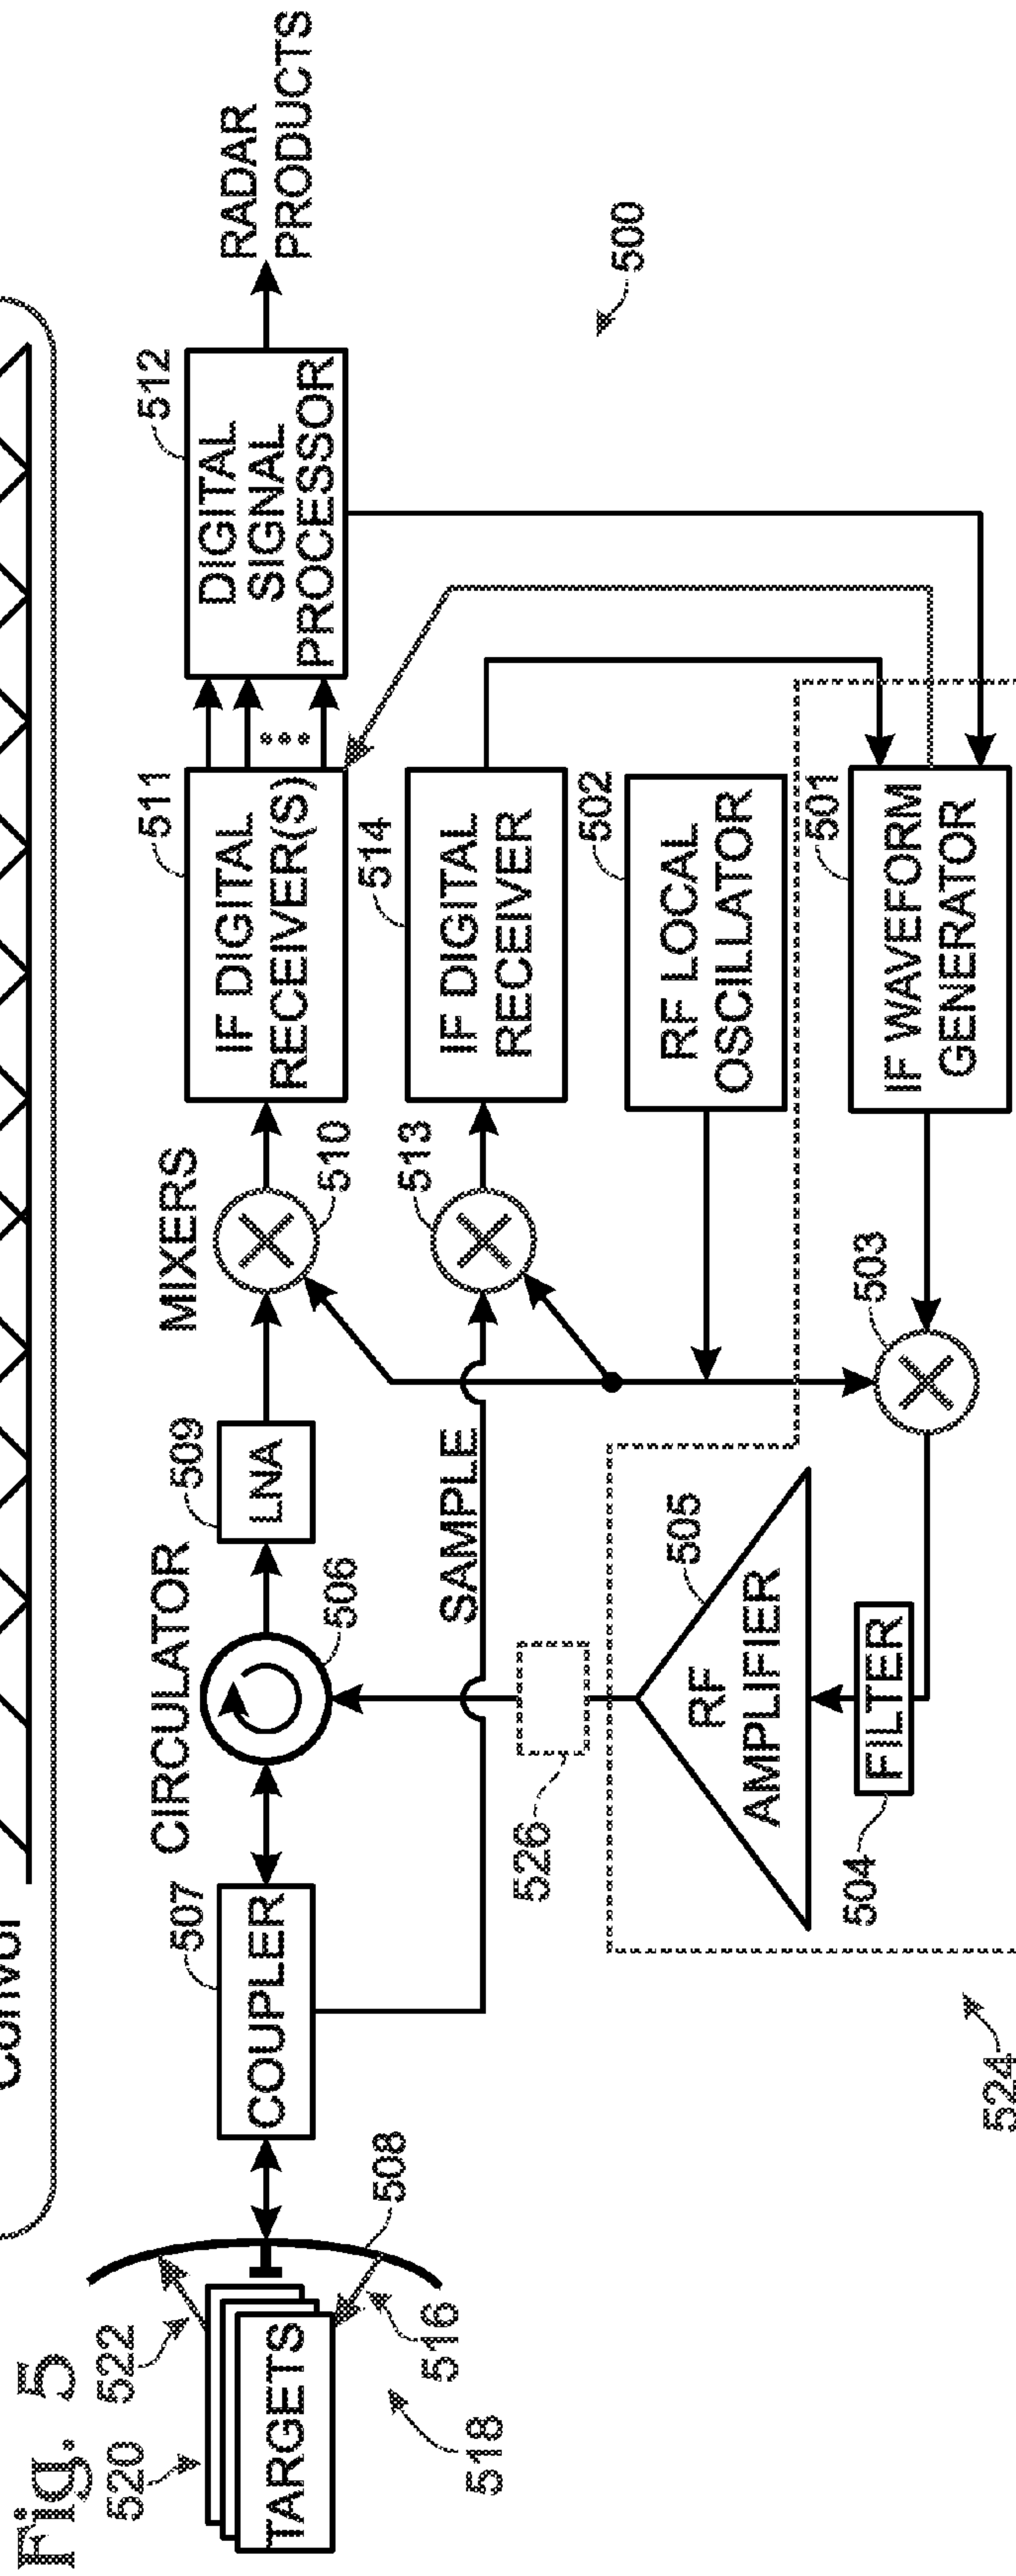 Fig. 5
520
522
TARGETS
518
516
508
COUPLER
507
CIRCULATOR
506
LNA
509
MIXERS
510
IF DIGITAL
RECEIVER(S)
511
DIGITAL
SIGNAL
PROCESSOR
512
RADAR
PRODUCTS
SAMPLE
513
IF DIGITAL
RECEIVER
514
RF LOCAL
OSCILLATOR
502
526
RF
AMPLIFIER
505
FILTER
504
503
IF WAVEFORM
GENERATOR
501
500
524